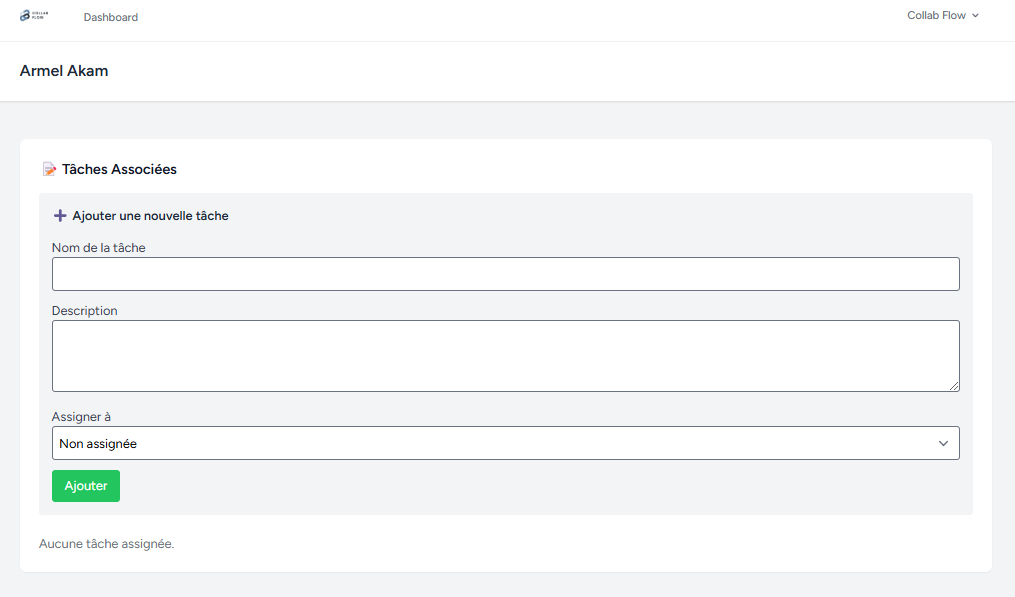 COLLAB
FLOW
Dashboard
Collab Flow
Armel Akam
Tâches Associées
Ajouter une nouvelle tâche
Nom de la tâche
Description
Assigner à
Non assignée
Ajouter
Aucune tâche assignée.